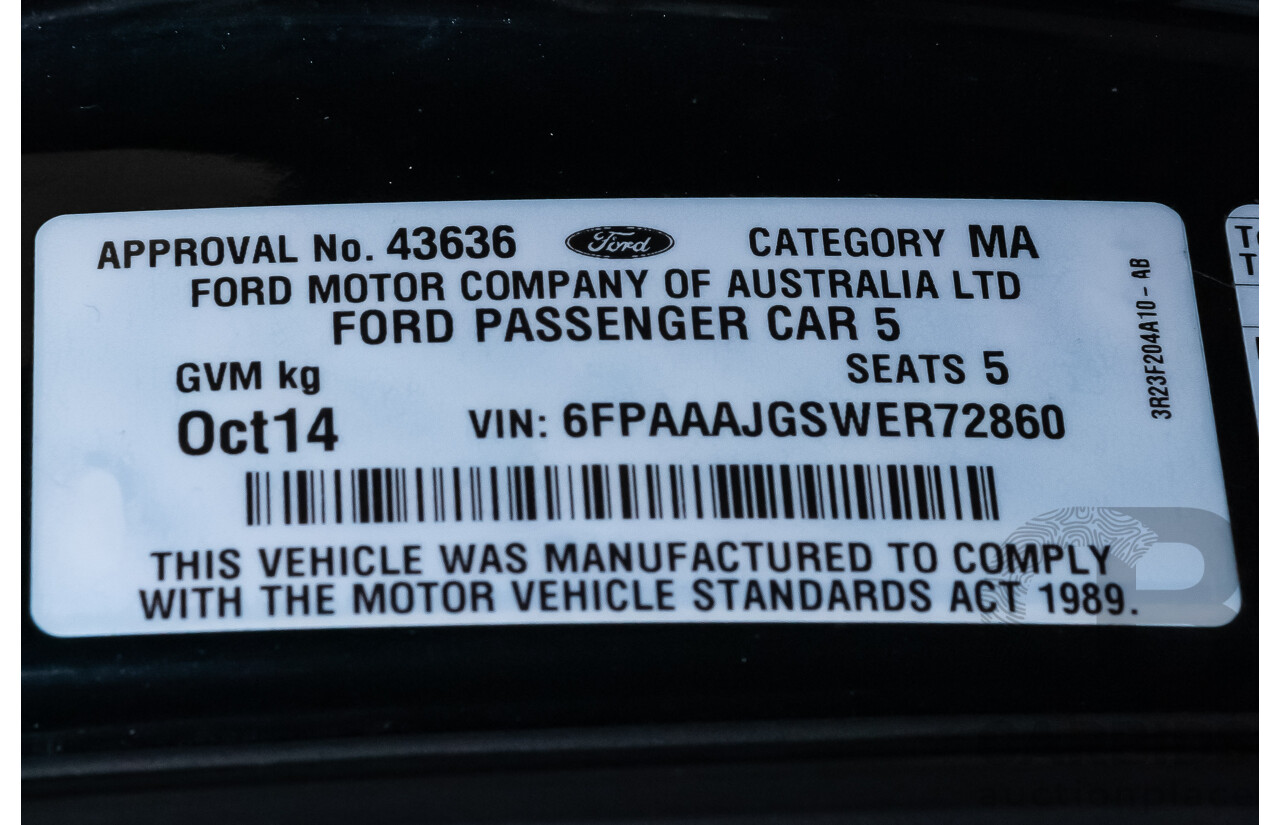 APPROVAL No. 43636 Ford CATEGORY MA
FORD MOTOR COMPANY OF AUSTRALIA LTD
FORD PASSENGER CAR 5
GVM kg SEATS 5
Oct14 VIN: 6FPAAAJGSWER72860
THIS VEHICLE WAS MANUFACTURED TO COMPLY
WITH THE MOTOR VEHICLE STANDARDS ACT 1989.
3R23F204A10 - AB